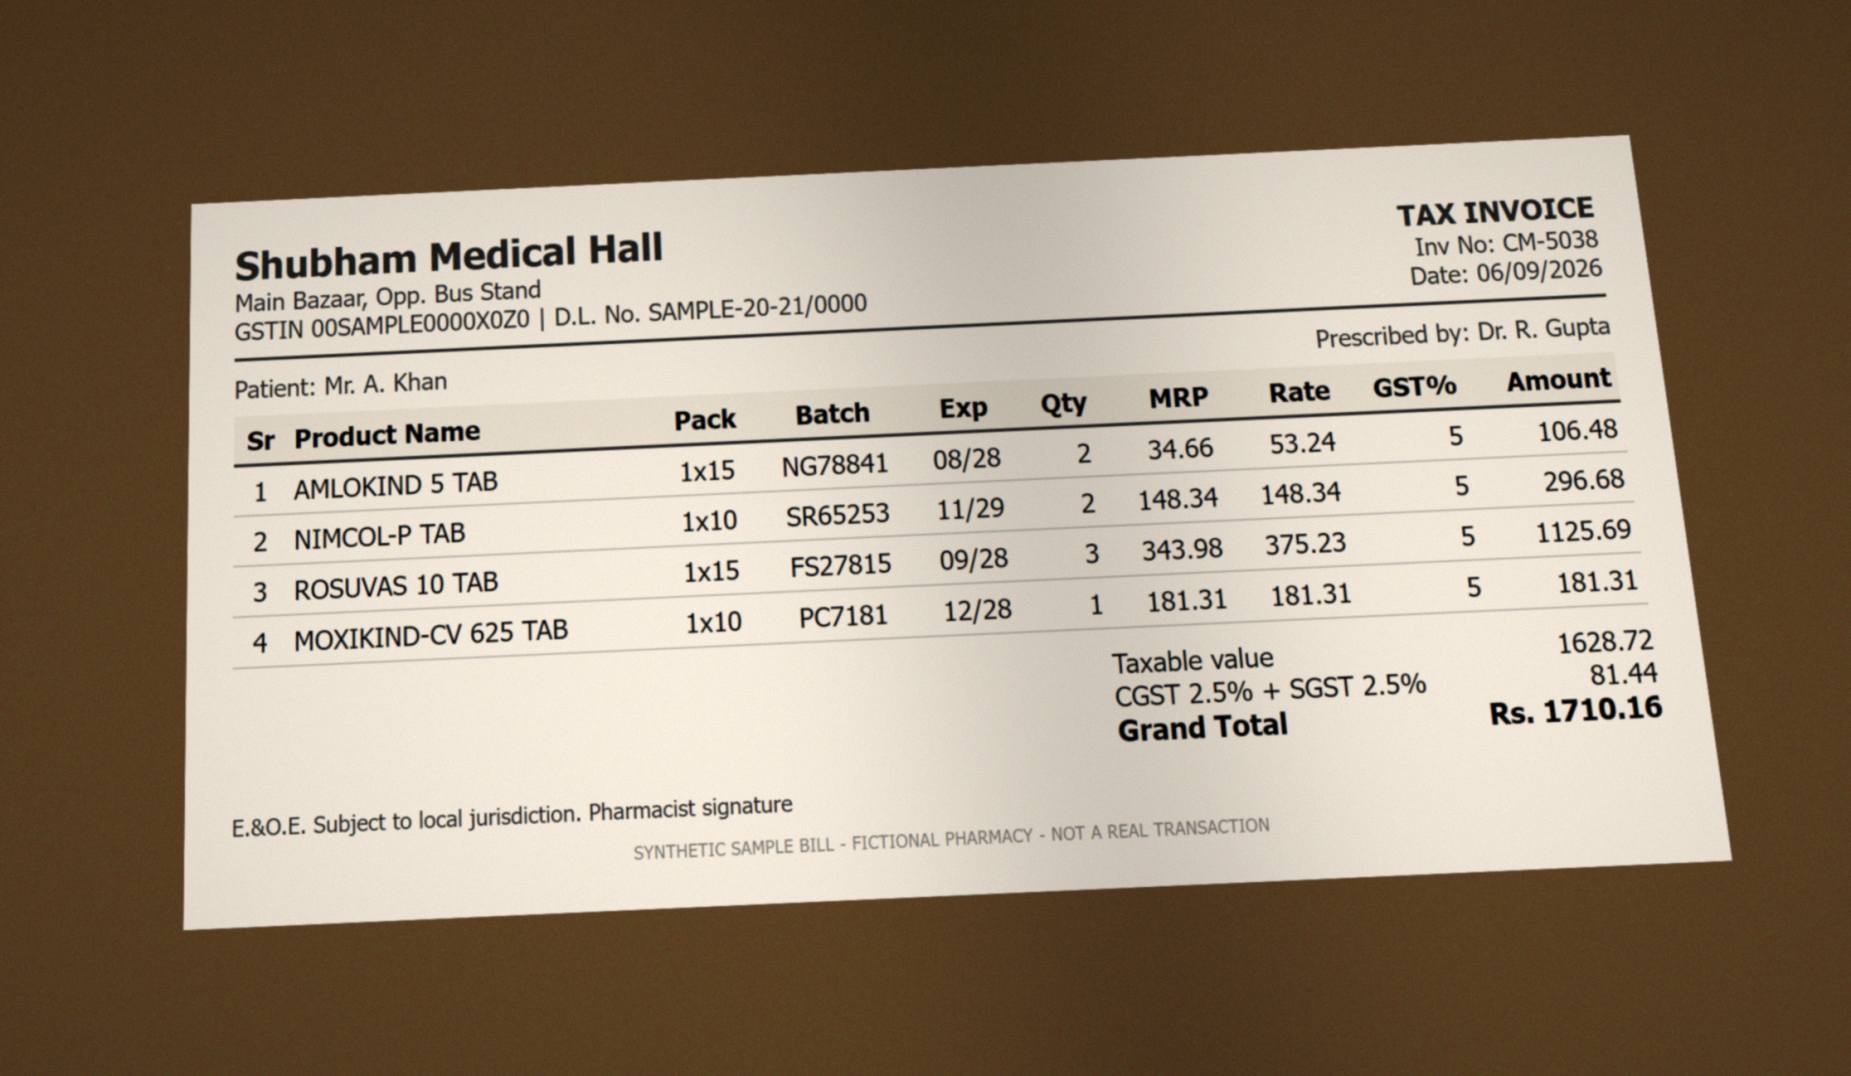 Shubham Medical Hall
Main Bazaar, Opp. Bus Stand
GSTIN 00SAMPLE0000X0Z0 | D.L. No. SAMPLE-20-21/0000
TAX INVOICE
Inv No: CM-5038
Date: 06/09/2026
Patient: Mr. A. Khan
Prescribed by: Dr. R. Gupta
Sr Product Name Pack Batch Exp Qty MRP Rate GST% Amount
1 AMLOKIND 5 TAB 1x15 NG78841 08/28 2 34.66 53.24 5 106.48
2 NIMCOL-P TAB 1x10 SR65253 11/29 2 148.34 148.34 5 296.68
3 ROSUVAS 10 TAB 1x15 FS27815 09/28 3 343.98 375.23 5 1125.69
4 MOXIKIND-CV 625 TAB 1x10 PC7181 12/28 1 181.31 181.31 5 181.31
Taxable value 1628.72
CGST 2.5% + SGST 2.5% 81.44
Grand Total Rs. 1710.16
E.&O.E. Subject to local jurisdiction. Pharmacist signature
SYNTHETIC SAMPLE BILL - FICTIONAL PHARMACY - NOT A REAL TRANSACTION